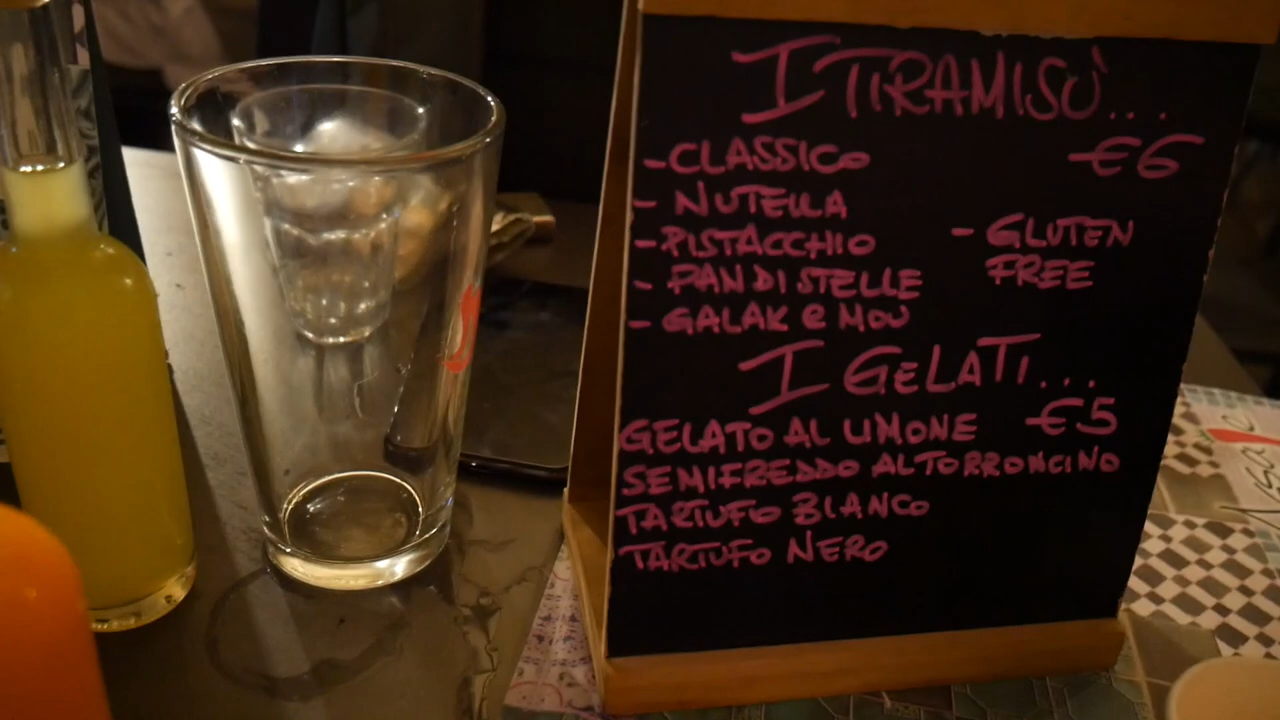 I TIRAMISÙ...
- CLASSICO €6
- NUTELLA
- PISTACCHIO - GLUTEN
FREE
- PAN DI STELLE
- GALAK e MOU
I GELATI...
GELATO AL LIMONE €5
SEMIFREDDO AL TORRONCINO
TARTUFO BIANCO
TARTUFO NERO